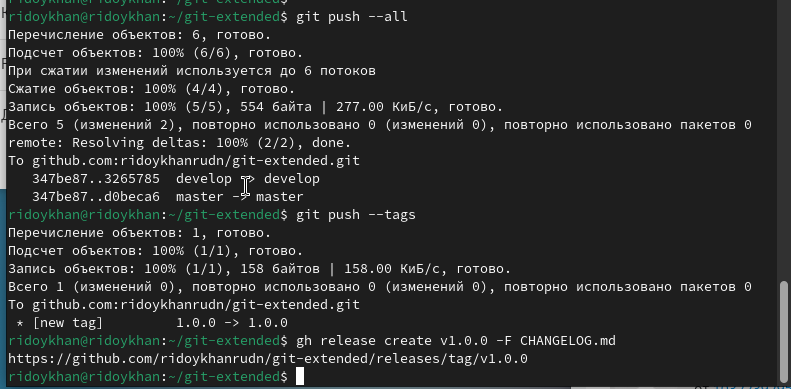 ridoykhan@ridoykhan:~/git-extended$ git push --all
Перечисление объектов: 6, готово.
Подсчет объектов: 100% (6/6), готово.
При сжатии изменений используется до 6 потоков
Сжатие объектов: 100% (4/4), готово.
Запись объектов: 100% (5/5), 554 байта | 277.00 КиБ/с, готово.
Всего 5 (изменений 2), повторно использовано 0 (изменений 0), повторно использовано пакетов 0
remote: Resolving deltas: 100% (2/2), done.
To github.com:ridoykhanrudn/git-extended.git
347be87..3265785  develop -> develop
347be87..d0beca6  master -> master
ridoykhan@ridoykhan:~/git-extended$ git push --tags
Перечисление объектов: 1, готово.
Подсчет объектов: 100% (1/1), готово.
Запись объектов: 100% (1/1), 158 байтов | 158.00 КиБ/с, готово.
Всего 1 (изменений 0), повторно использовано 0 (изменений 0), повторно использовано пакетов 0
To github.com:ridoykhanrudn/git-extended.git
* [new tag]         1.0.0 -> 1.0.0
ridoykhan@ridoykhan:~/git-extended$ gh release create v1.0.0 -F CHANGELOG.md
https://github.com/ridoykhanrudn/git-extended/releases/tag/v1.0.0
ridoykhan@ridoykhan:~/git-extended$